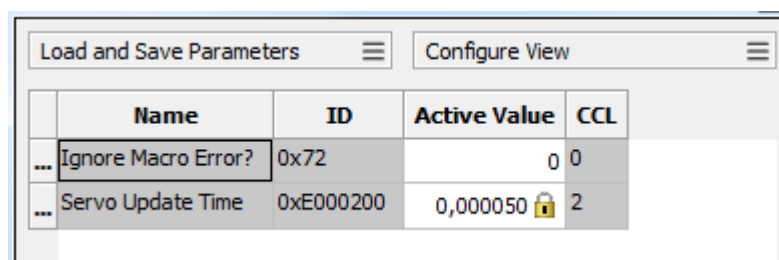 Load and Save Parameters Configure View
Name ID Active Value CCL
... Ignore Macro Error? 0x72 0 0
... Servo Update Time 0xE000200 0,000050 2